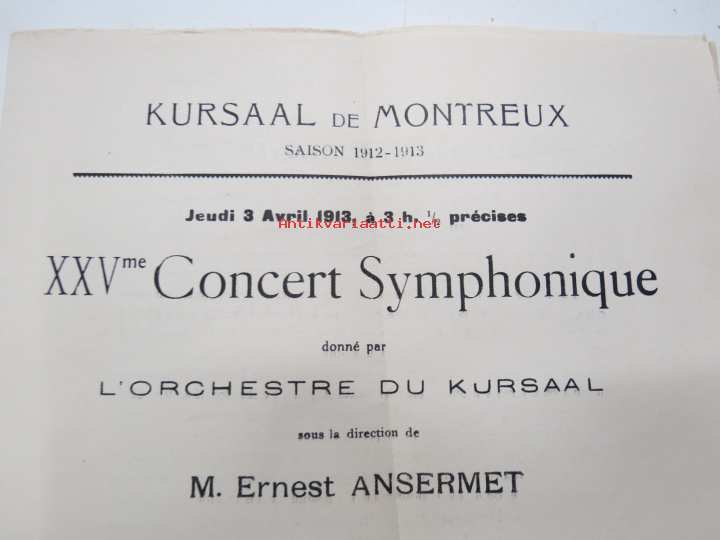 KURSAAL DE MONTREUX
SAISON 1912-1913
Jeudi 3 Avril 1913, à 3 h. ½ précises
Antikvariaatti.net
XXVme Concert Symphonique
donné par
L'ORCHESTRE DU KURSAAL
sous la direction de
M. Ernest ANSERMET